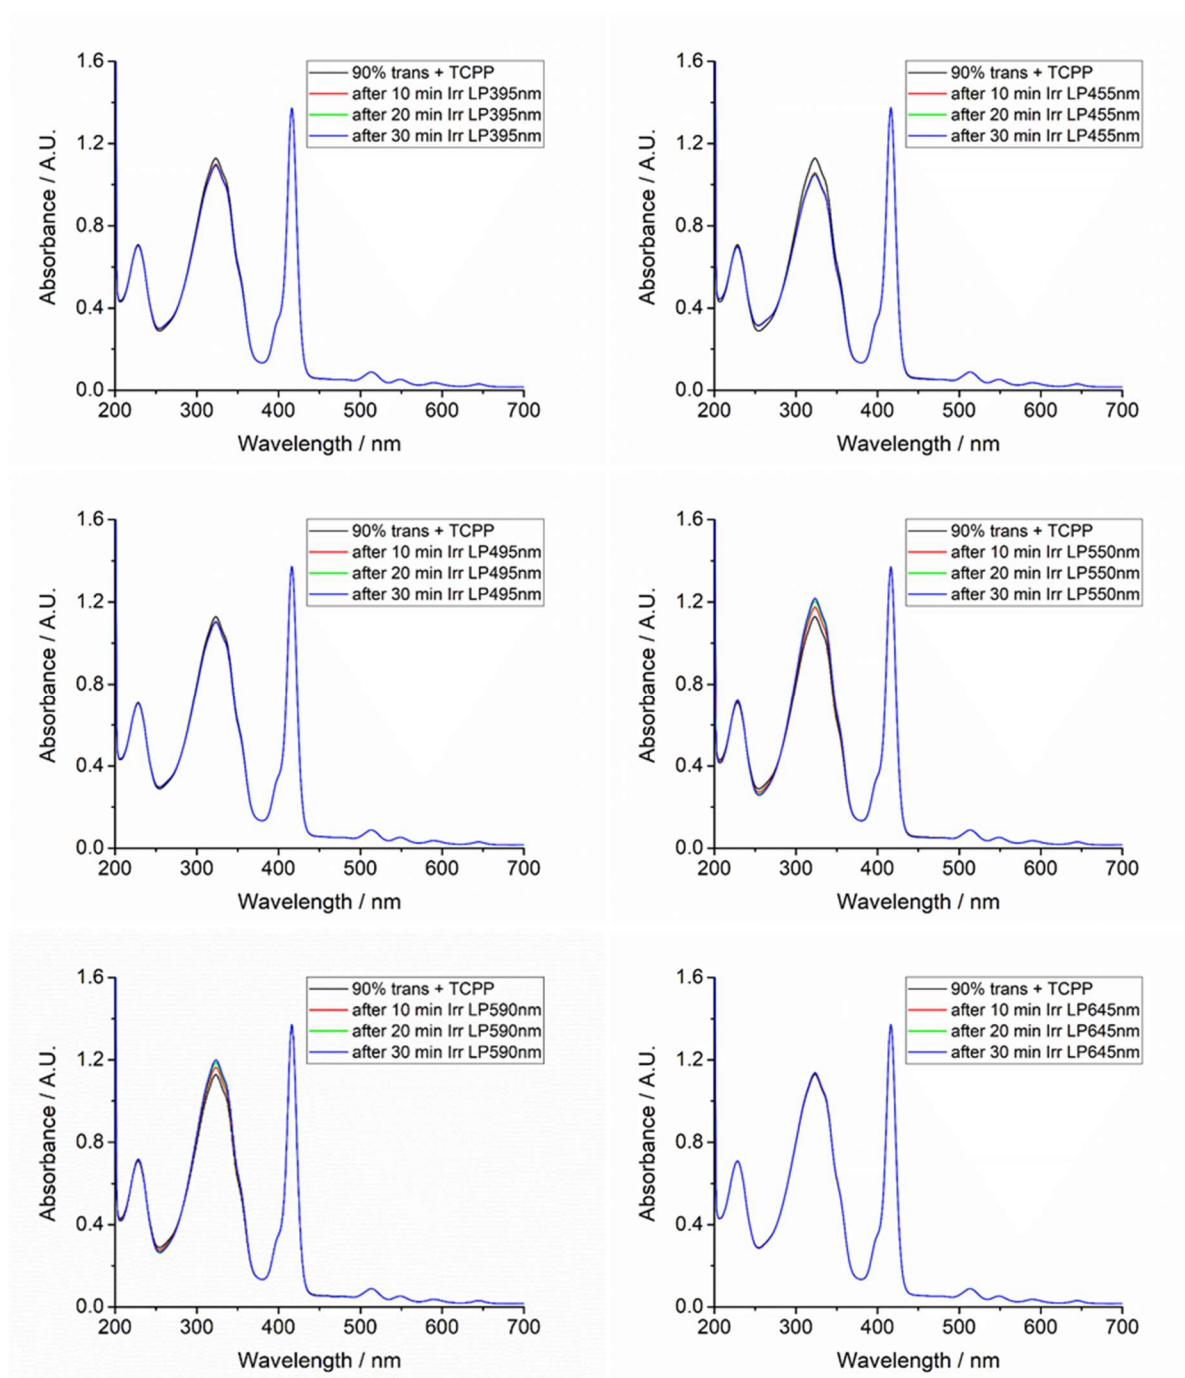 1.6
1.2
0.8
0.4
0.0
200 300 400 500 600 700
Absorbance / A.U.
Wavelength / nm
90% trans + TCPP
after 10 min Irr LP395nm
after 20 min Irr LP395nm
after 30 min Irr LP395nm
1.6
1.2
0.8
0.4
0.0
200 300 400 500 600 700
Absorbance / A.U.
Wavelength / nm
90% trans + TCPP
after 10 min Irr LP455nm
after 20 min Irr LP455nm
after 30 min Irr LP455nm
1.6
1.2
0.8
0.4
0.0
200 300 400 500 600 700
Absorbance / A.U.
Wavelength / nm
90% trans + TCPP
after 10 min Irr LP495nm
after 20 min Irr LP495nm
after 30 min Irr LP495nm
1.6
1.2
0.8
0.4
0.0
200 300 400 500 600 700
Absorbance / A.U.
Wavelength / nm
90% trans + TCPP
after 10 min Irr LP550nm
after 20 min Irr LP550nm
after 30 min Irr LP550nm
1.6
1.2
0.8
0.4
0.0
200 300 400 500 600 700
Absorbance / A.U.
Wavelength / nm
90% trans + TCPP
after 10 min Irr LP590nm
after 20 min Irr LP590nm
after 30 min Irr LP590nm
1.6
1.2
0.8
0.4
0.0
200 300 400 500 600 700
Absorbance / A.U.
Wavelength / nm
90% trans + TCPP
after 10 min Irr LP645nm
after 20 min Irr LP645nm
after 30 min Irr LP645nm